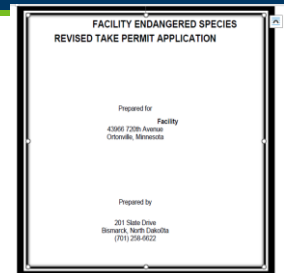 FACILITY ENDANGERED SPECIES
REVISED TAKE PERMIT APPLICATION
Prepared for
Facility
43966 720th Avenue
Ortonville, Minnesota
Prepared by
201 Slate Drive
Bismarck, North Dakota
(701) 258-6622